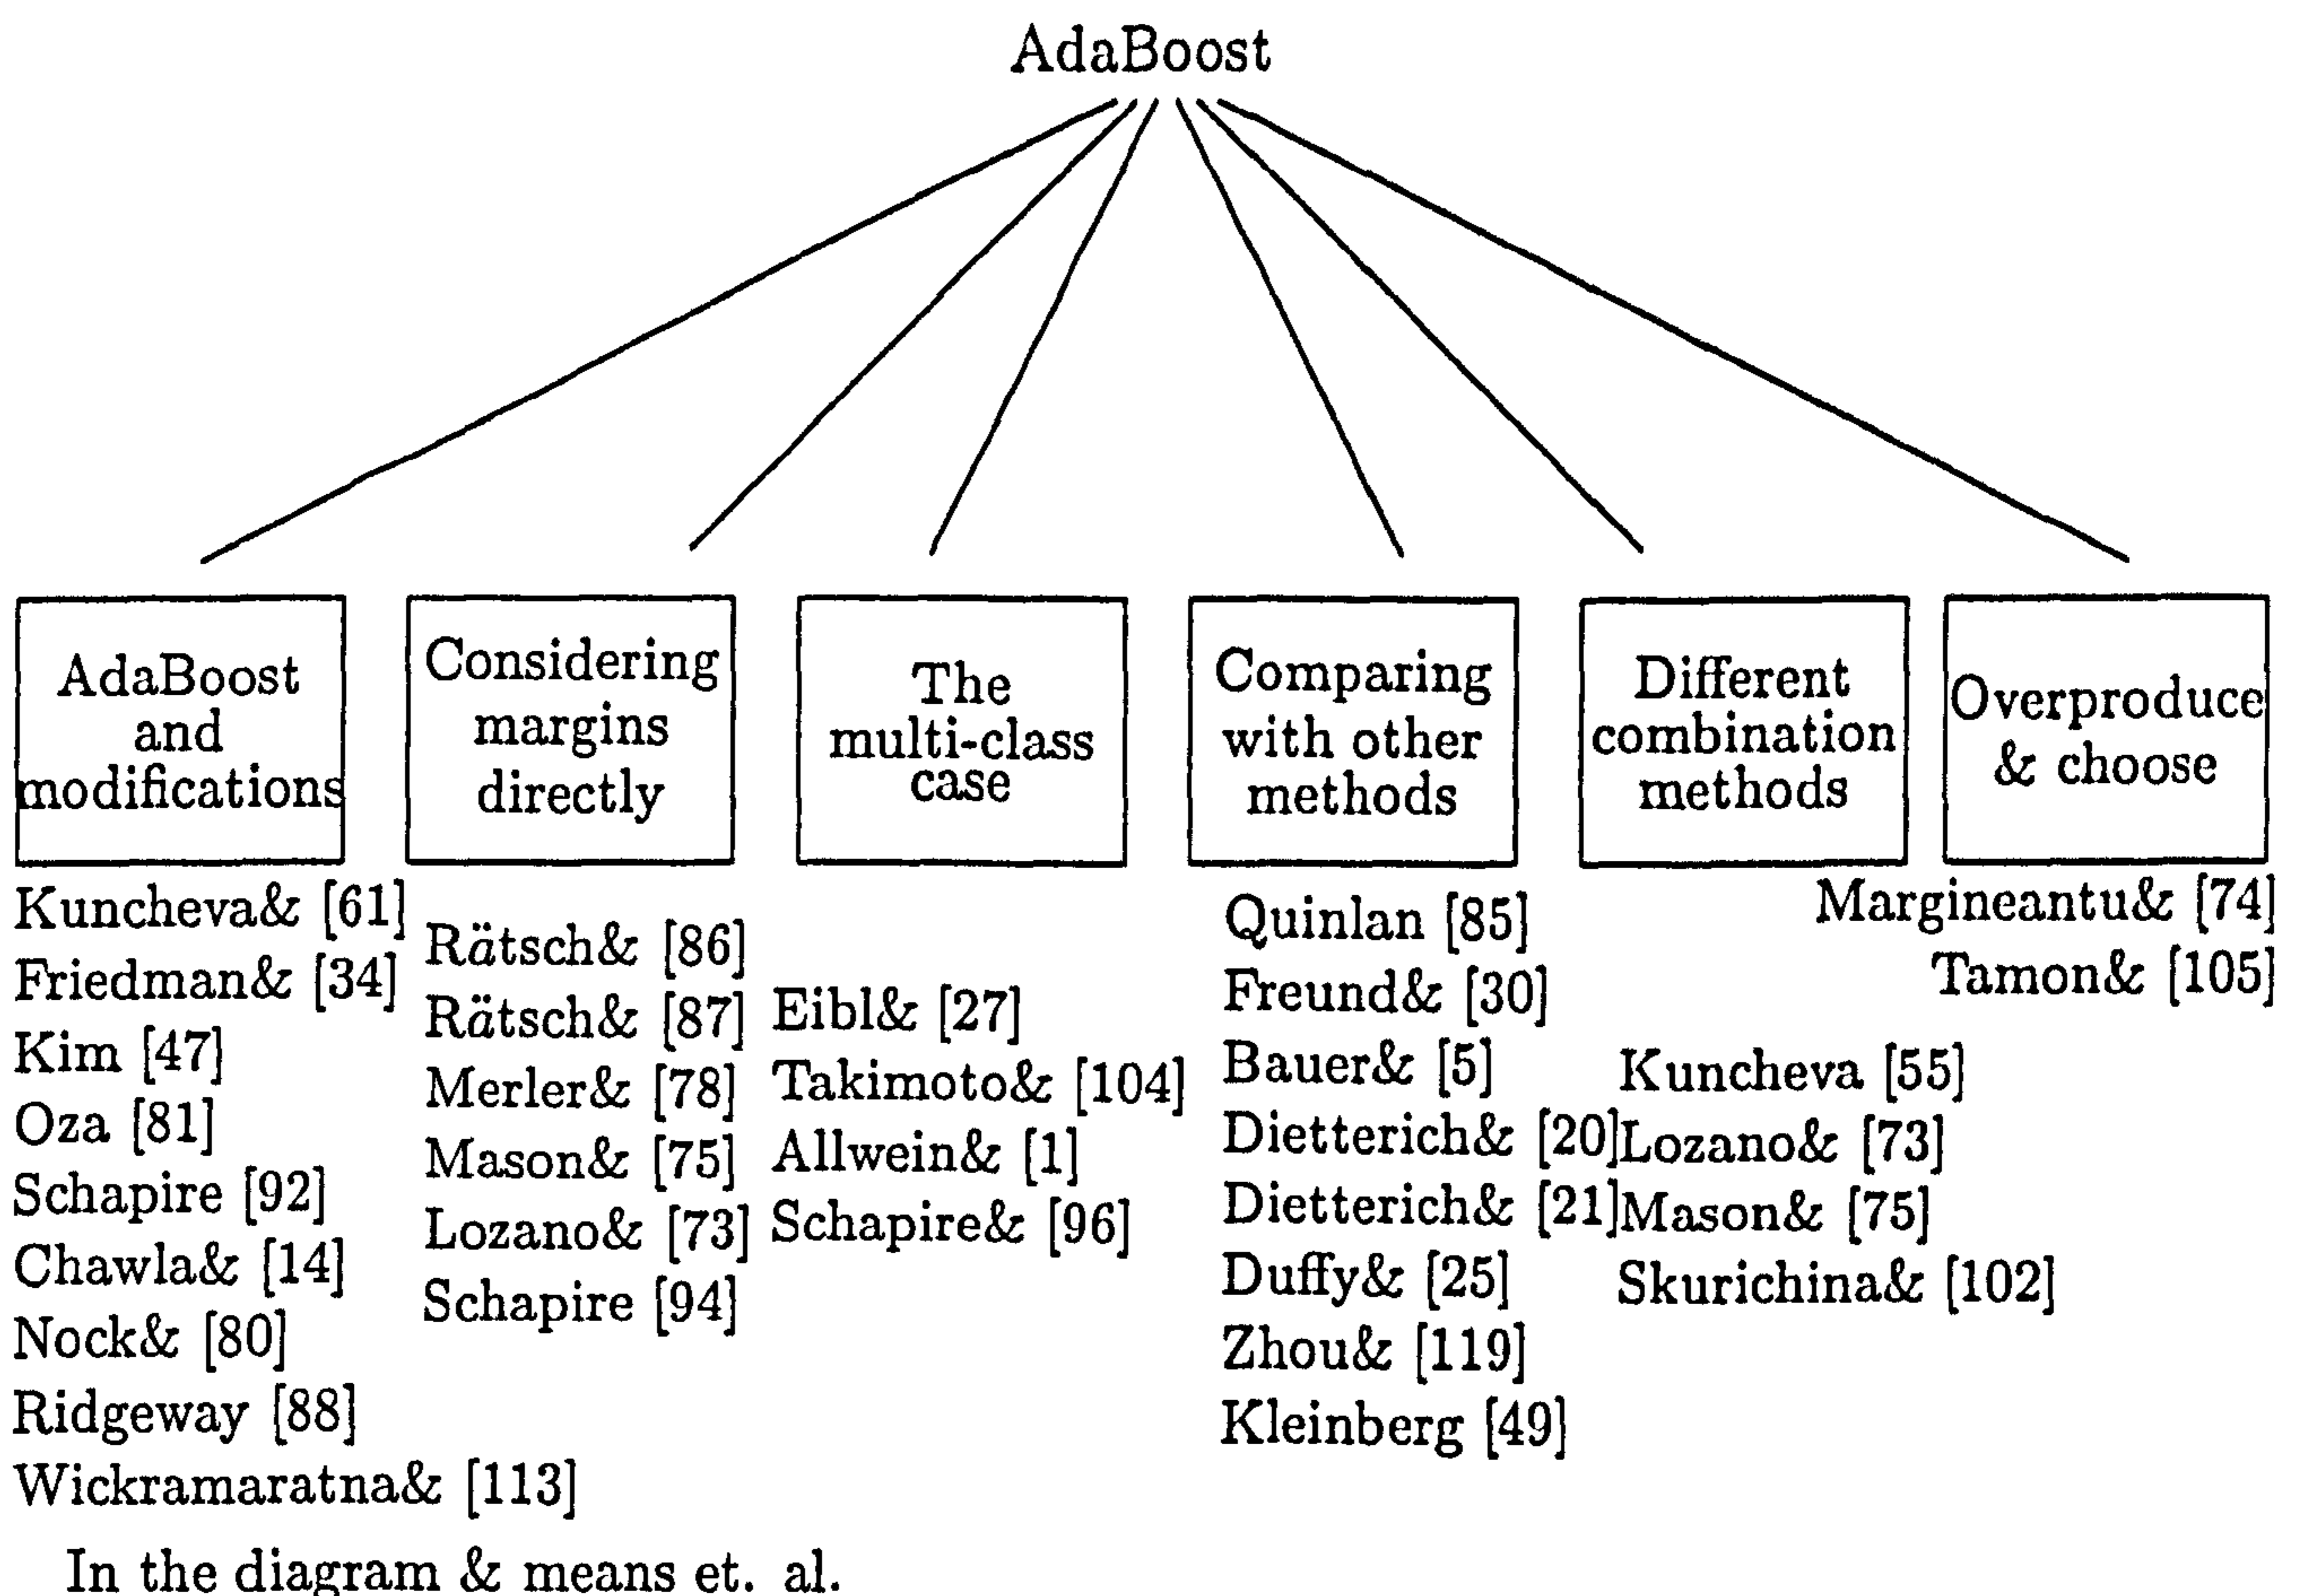 AdaBoost
AdaBoost
and
modifications
Considering
margins
directly
The
multi-class
case
Comparing
with other
methods
Different
combination
methods
Overproduce
& choose
Kuncheva& [61]
Friedman& [34]
Kim [47]
Oza [81]
Schapire [92]
Chawla& [14]
Nock& [80]
Ridgeway [88]
Wickramaratna& [113]
Rätsch& [86]
Rätsch& [87]
Merler& [78]
Mason& [75]
Lozano& [73]
Schapire [94]
Eibl& [27]
Takimoto& [104]
Allwein& [1]
Schapire& [96]
Quinlan [85]
Freund& [30]
Bauer& [5]
Dietterich& [20]
Dietterich& [21]
Duffy& [25]
Zhou& [119]
Kleinberg [49]
Kuncheva [55]
Lozano& [73]
Mason& [75]
Skurichina& [102]
Margineantu& [74]
Tamon& [105]
In the diagram & means et. al.